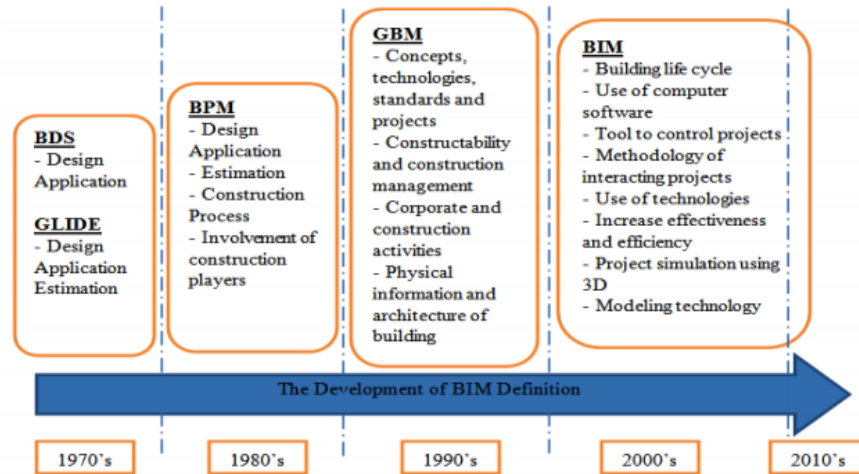 BDS
- Design
Application
GLIDE
- Design
Application
Estimation
BPM
- Design
Application
- Estimation
- Construction
Process
- Involvement of
construction
players
GBM
- Concepts,
technologies,
standards and
projects
- Constructability
and construction
management
- Corporate and
construction
activities
- Physical
information and
architecture of
building
BIM
- Building life cycle
- Use of computer
software
- Tool to control projects
- Methodology of
interacting projects
- Use of technologies
- Increase effectiveness
and efficiency
- Project simulation using
3D
- Modeling technology
The Development of BIM Definition
1970's
1980's
1990's
2000's
2010's